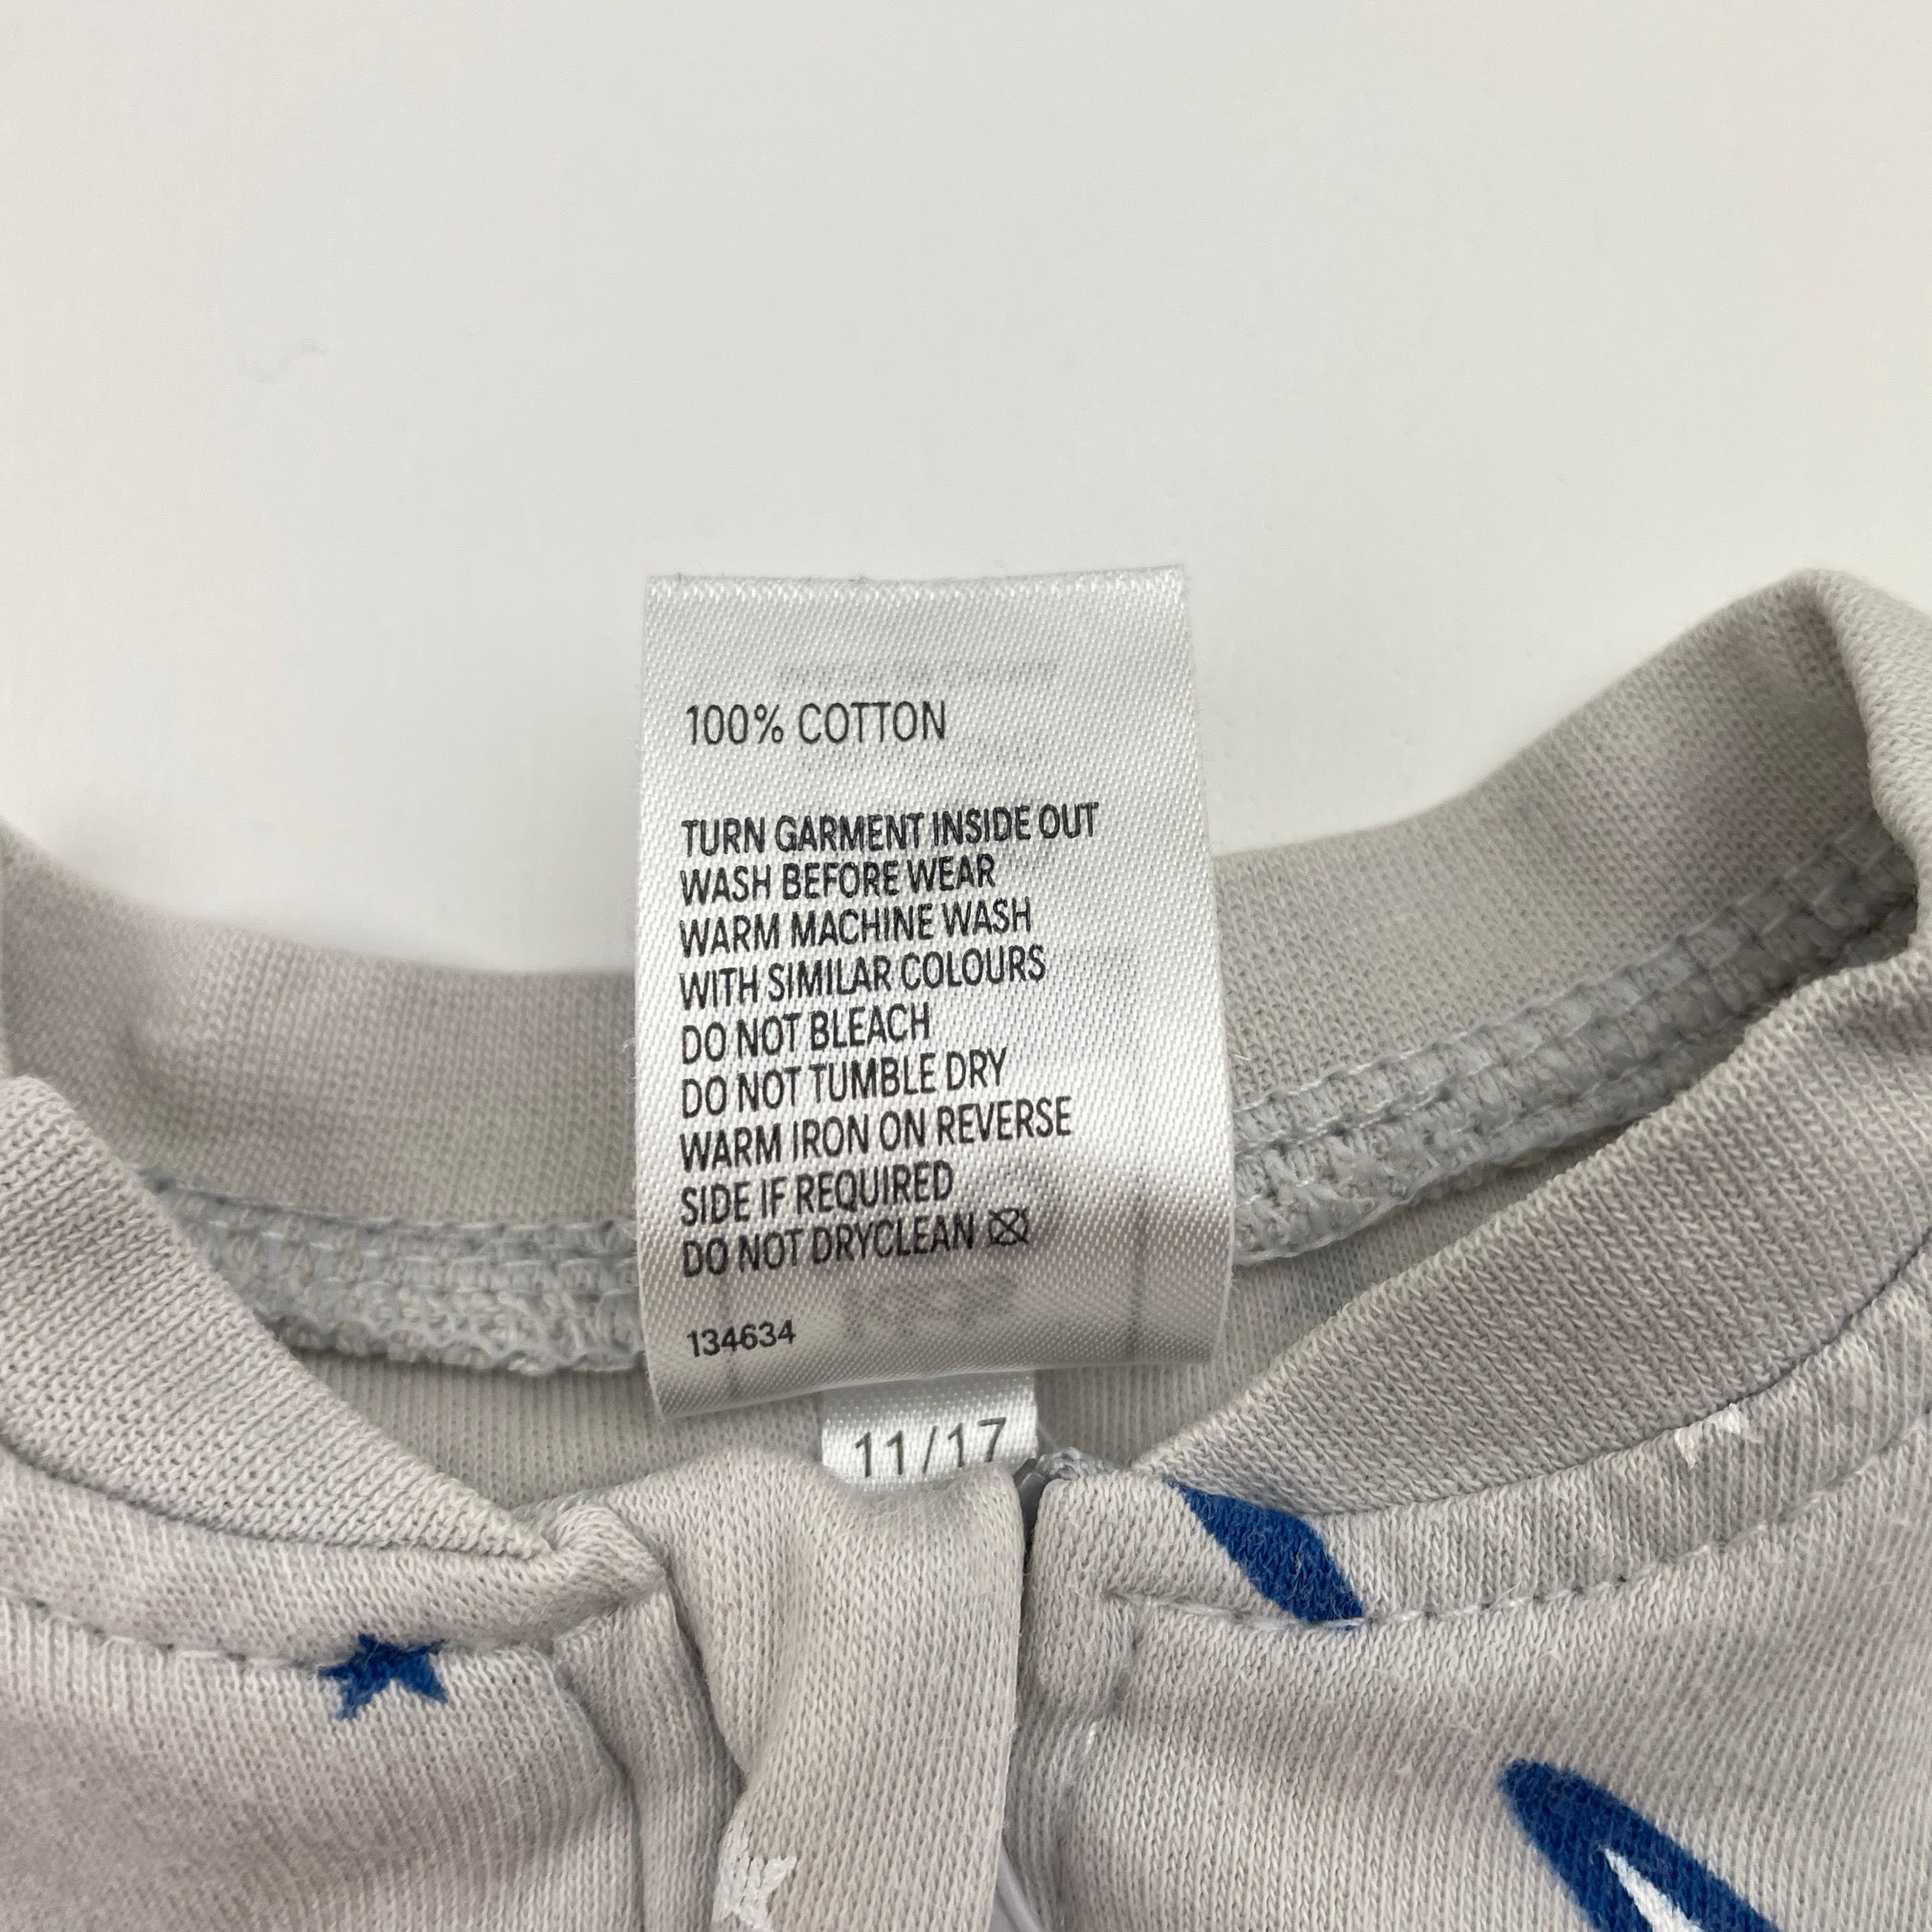 100% COTTON
TURN GARMENT INSIDE OUT
WASH BEFORE WEAR
WARM MACHINE WASH
WITH SIMILAR COLOURS
DO NOT BLEACH
DO NOT TUMBLE DRY
WARM IRON ON REVERSE
SIDE IF REQUIRED
DO NOT DRYCLEAN
134634
11/17